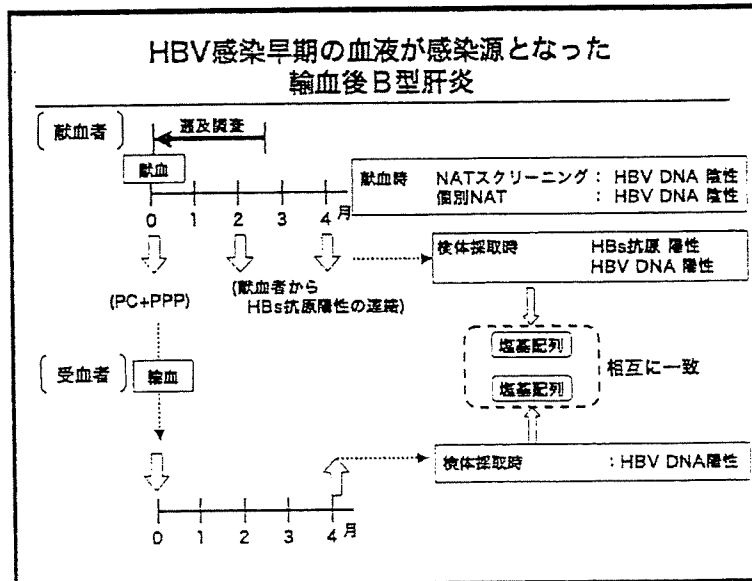 HBV感染早期の血液が感染源となった
輸血後B型肝炎
〔献血者〕
遡及調査
献血
0 1 2 3 4 月
献血時 NATスクリーニング： HBV DNA 陰性
個別NAT ： HBV DNA 陰性
検体採取時 HBs抗原 陽性
HBV DNA 陽性
(PC+PPP)
(献血者から
HBs抗原陽性の連絡)
塩基配列
塩基配列
相互に一致
〔受血者〕
輸血
検体採取時 ：HBV DNA陽性
0 1 2 3 4 月